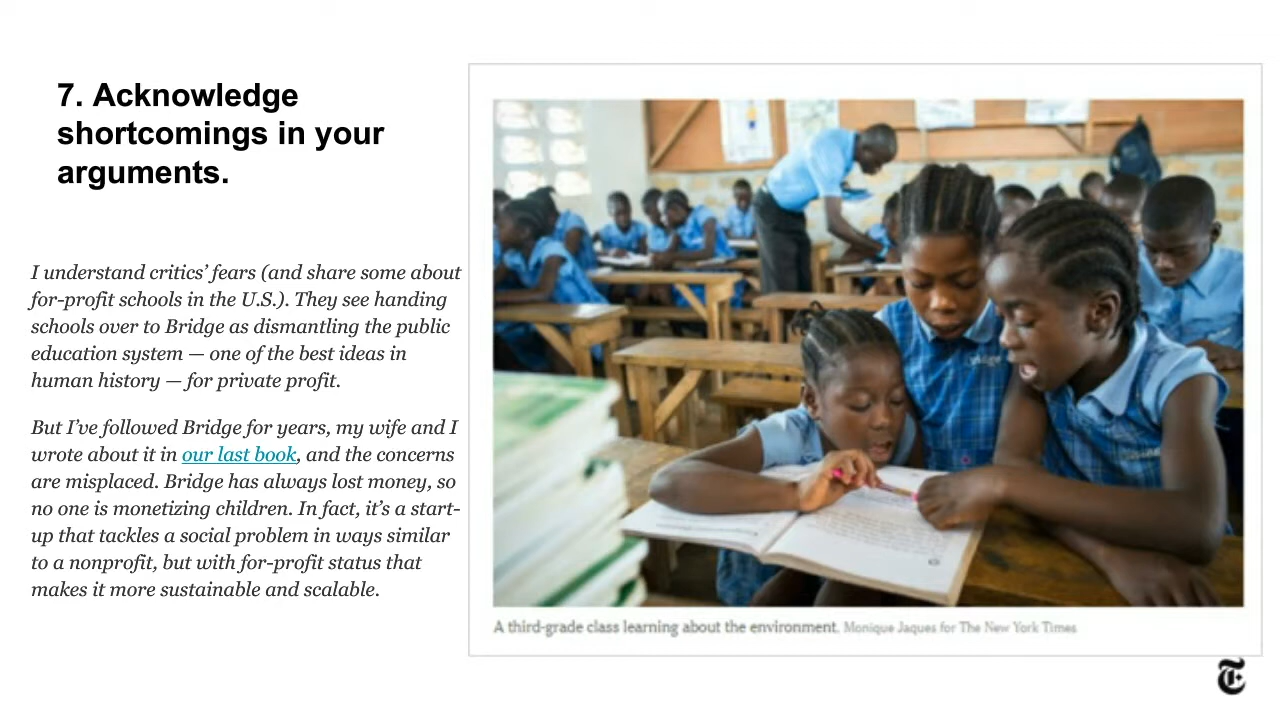 7. Acknowledge
shortcomings in your
arguments.
I understand critics’ fears (and share some about
for-profit schools in the U.S.). They see handing
schools over to Bridge as dismantling the public
education system — one of the best ideas in
human history — for private profit.
But I’ve followed Bridge for years, my wife and I
wrote about it in our last book, and the concerns
are misplaced. Bridge has always lost money, so
no one is monetizing children. In fact, it’s a start-
up that tackles a social problem in ways similar
to a nonprofit, but with for-profit status that
makes it more sustainable and scalable.
A third-grade class learning about the environment. Monique Jaques for The New York Times
T